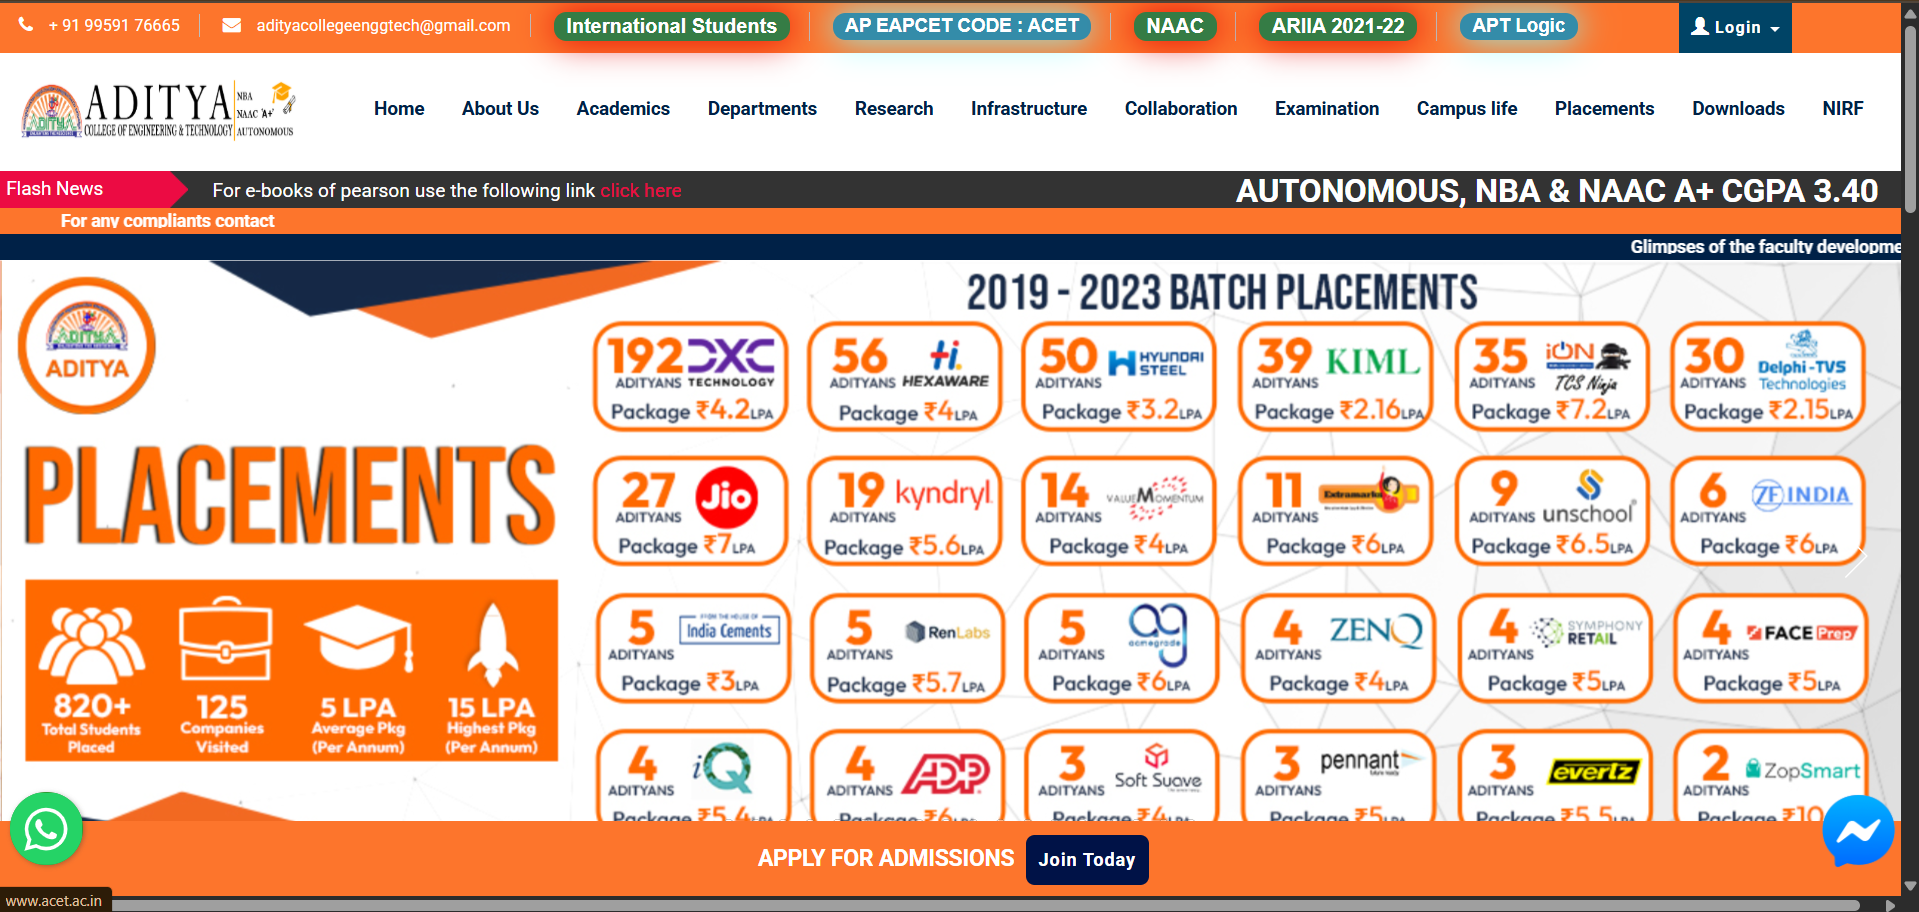 + 91 99591 76665
adityacollegeenggtech@gmail.com
International Students
AP EAPCET CODE : ACET
NAAC
ARIIA 2021-22
APT Logic
Login
ADITYA
COLLEGE OF ENGINEERING & TECHNOLOGY
NBA
NAAC 'A+'
AUTONOMOUS
Home
About Us
Academics
Departments
Research
Infrastructure
Collaboration
Examination
Campus life
Placements
Downloads
NIRF
Flash News
For e-books of pearson use the following link click here
AUTONOMOUS, NBA & NAAC A+ CGPA 3.40
For any compliants contact
Glimpses of the faculty developme
ADITYA
ADITYA
PLACEMENTS
820+
Total Students
Placed
125
Companies
Visited
5 LPA
Average Pkg
(Per Annum)
15 LPA
Highest Pkg
(Per Annum)
2019 - 2023 BATCH PLACEMENTS
192 DXC
ADITYANS TECHNOLOGY
Package ₹4.2LPA
56 Hi.
ADITYANS HEXAWARE
Package ₹4LPA
50 HYUNDAI
STEEL
ADITYANS
Package ₹3.2LPA
39 KIML
ADITYANS
Package ₹2.16LPA
35 iON
ADITYANS TCS Ninja
Package ₹7.2LPA
30 Delphi-TVS
ADITYANS Technologies
Package ₹2.15LPA
27 Jio
ADITYANS
Package ₹7LPA
19 kyndryl
ADITYANS
Package ₹5.6LPA
14 VALUEMOMENTUM
ADITYANS
Package ₹4LPA
11 Extramarks
ADITYANS
Package ₹6LPA
9
ADITYANS unschool
Package ₹6.5LPA
6 ZF INDIA
ADITYANS
Package ₹6LPA
5 FROM THE HOUSE OF
India Cements
ADITYANS
Package ₹3LPA
5 RenLabs
ADITYANS
Package ₹5.7LPA
5 acmegrade
ADITYANS
Package ₹6LPA
4 ZENQ
ADITYANS
Package ₹4LPA
4 SYMPHONY
RETAIL
ADITYANS
Package ₹5LPA
4 FACE Prep
ADITYANS
Package ₹5LPA
4 iQ
ADITYANS
Package ₹5.4LPA
4 ADP
ADITYANS
Package ₹6LPA
3 Soft Suave
ADITYANS
Package ₹4LPA
3 pennant
ADITYANS
Package ₹5LPA
3 evertz
ADITYANS
Package ₹5.5LPA
2 ZopSmart
ADITYANS
Package ₹10
APPLY FOR ADMISSIONS
Join Today
www.acet.ac.in